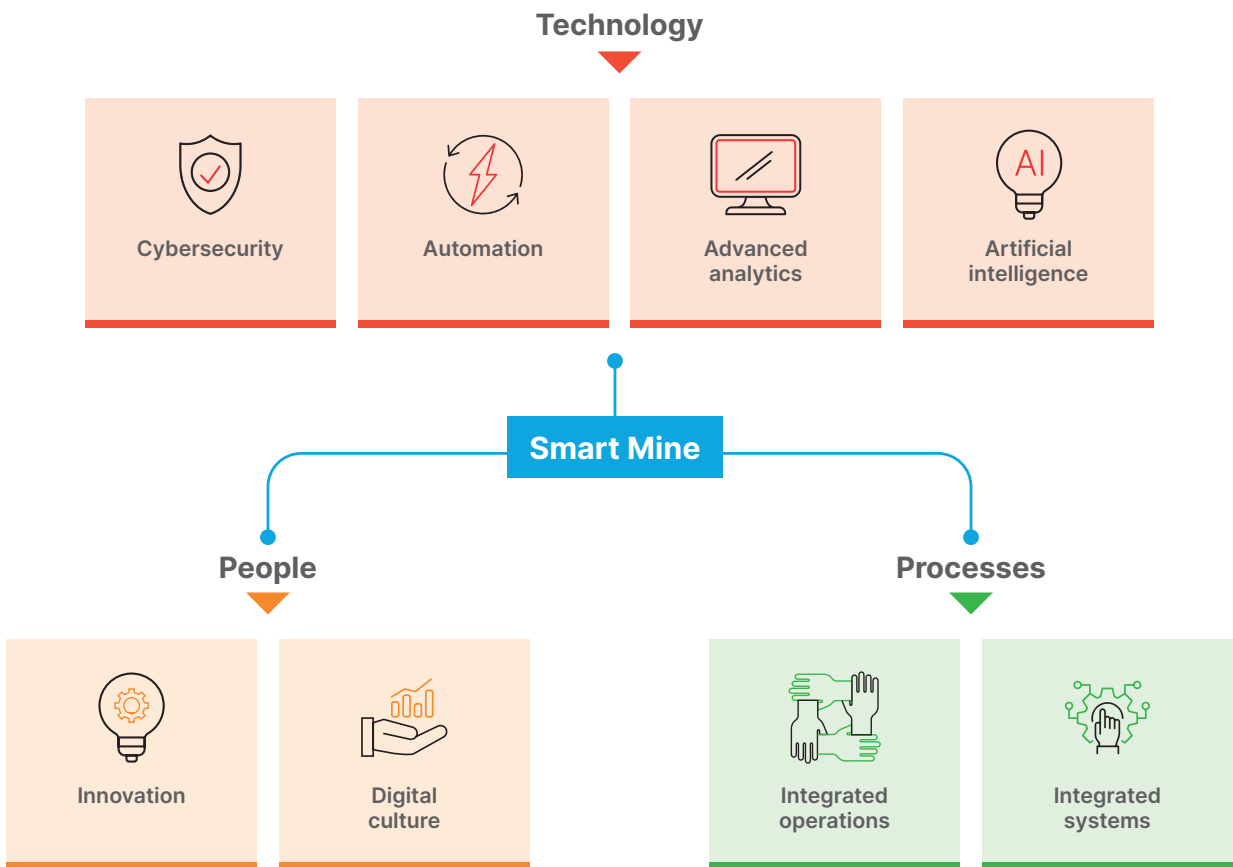 Technology
Cybersecurity
Automation
Advanced
analytics
AI
Artificial
intelligence
Smart Mine
People
Processes
Innovation
Digital
culture
Integrated
operations
Integrated
systems